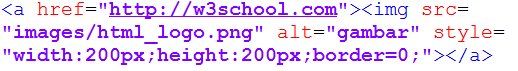 <a href="http://w3school.com"><img src=
"images/html_logo.png" alt="gambar" style=
"width:200px;height:200px;border=0;"></a>